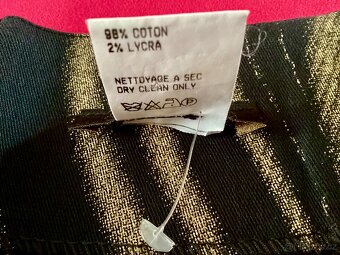 98% COTON
2% LYCRA
NETTOYAGE A SEC
DRY CLEAN ONLY